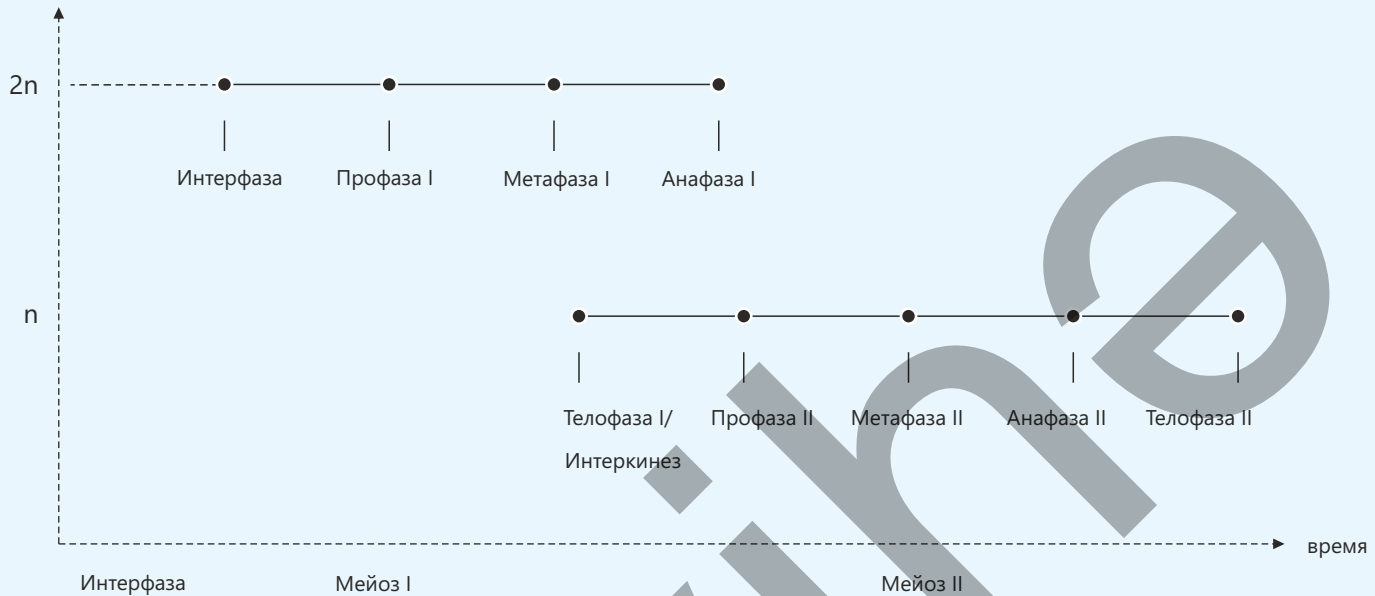 2n
Интерфаза Профаза I Метафаза I Анафаза I
n
Телофаза I/ Профаза II Метафаза II Анафаза II Телофаза II
Интеркинез
время
Интерфаза Мейоз I Мейоз II